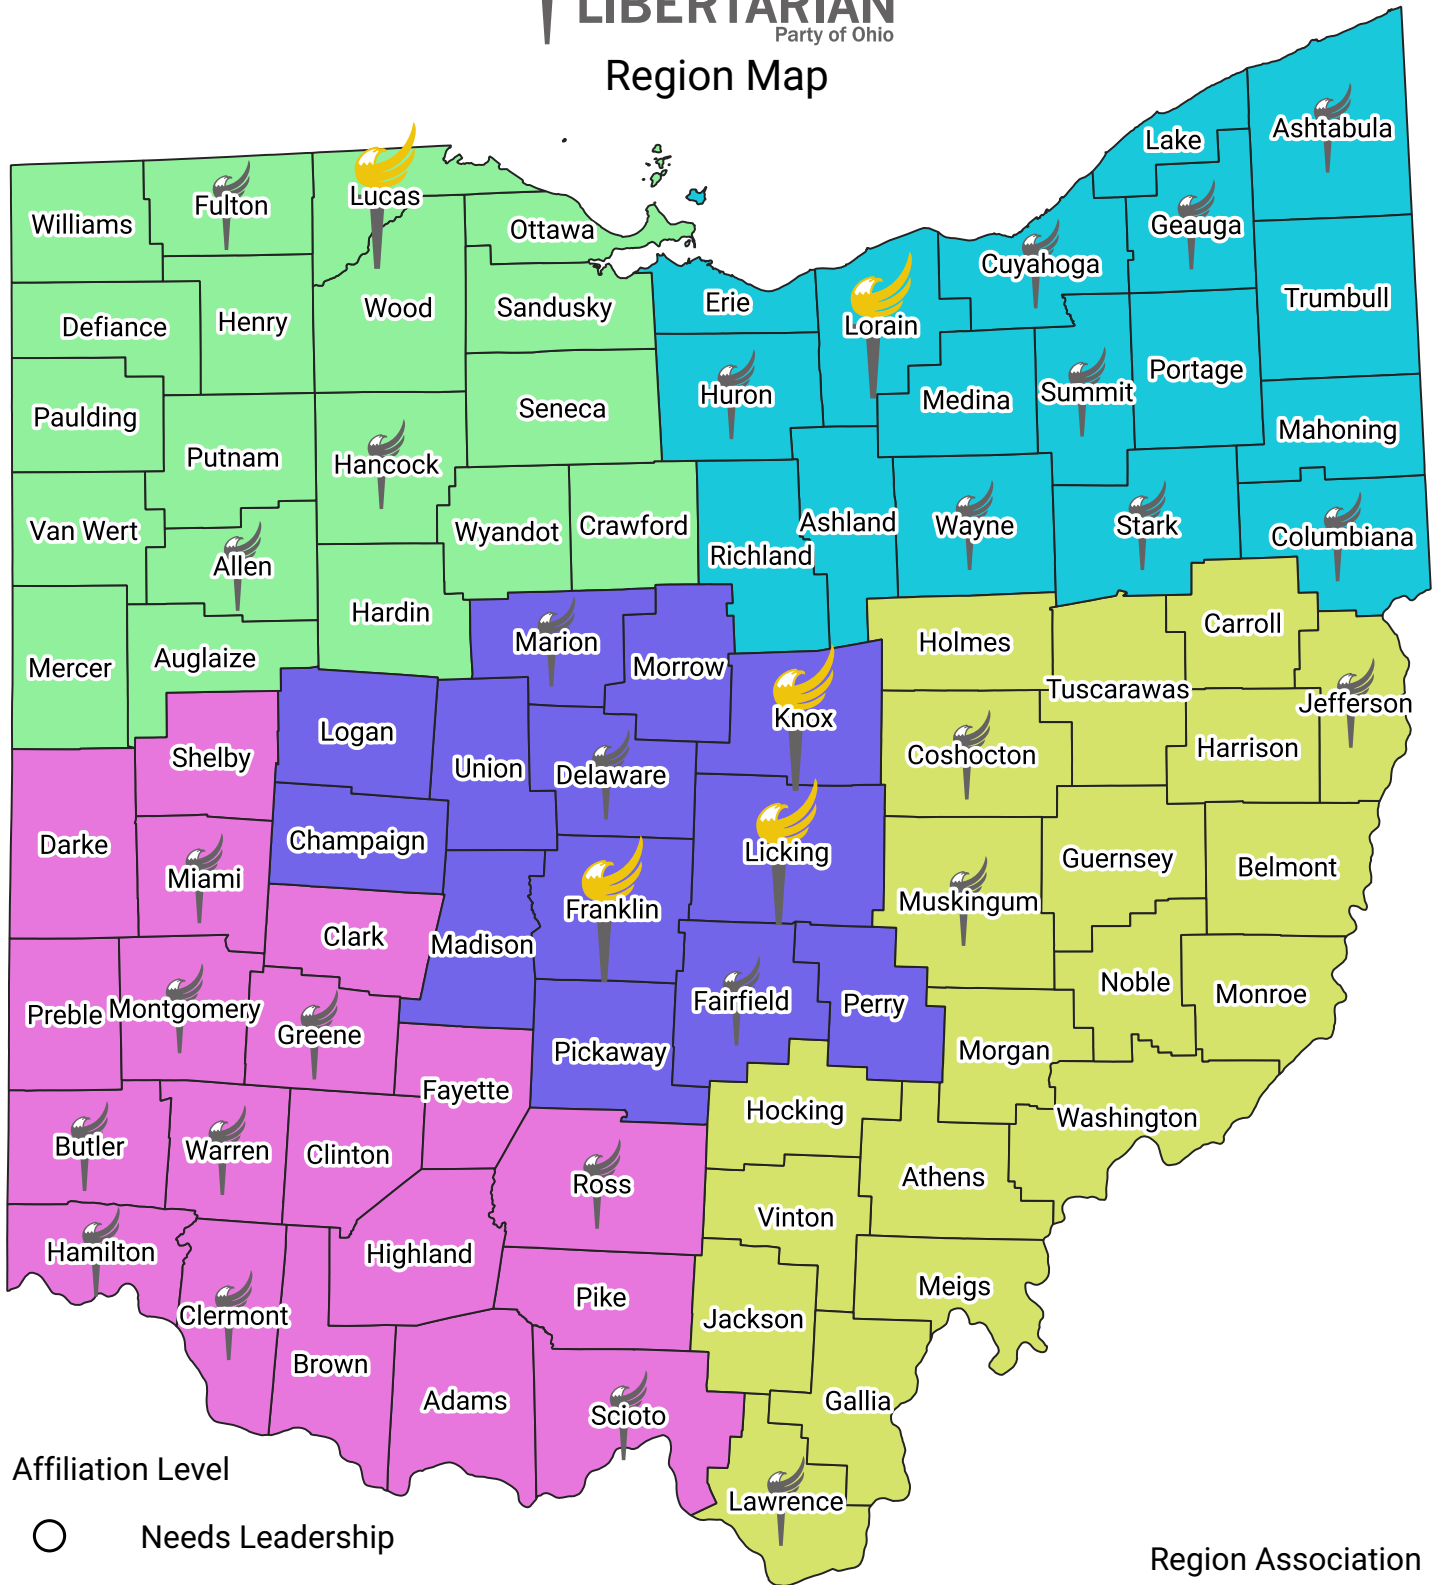 LIBERTARIAN
Party of Ohio
Region Map
Lake
Ashtabula
Lucas
Fulton
Williams
Ottawa
Geauga
Cuyahoga
Erie
Trumbull
Wood
Sandusky
Henry
Defiance
Lorain
Portage
Huron
Medina
Summit
Seneca
Paulding
Mahoning
Putnam
Hancock
Van Wert
Wyandot
Crawford
Ashland
Wayne
Stark
Columbiana
Richland
Allen
Hardin
Carroll
Marion
Holmes
Mercer
Auglaize
Morrow
Tuscarawas
Jefferson
Knox
Logan
Shelby
Harrison
Coshocton
Union
Delaware
Darke
Champaign
Licking
Guernsey
Belmont
Miami
Franklin
Muskingum
Clark
Madison
Noble
Monroe
Fairfield
Perry
Preble
Montgomery
Greene
Pickaway
Morgan
Fayette
Hocking
Washington
Butler
Warren
Clinton
Ross
Athens
Vinton
Hamilton
Highland
Meigs
Pike
Clermont
Jackson
Brown
Adams
Gallia
Scioto
Lawrence
Affiliation Level
Needs Leadership
Region Association